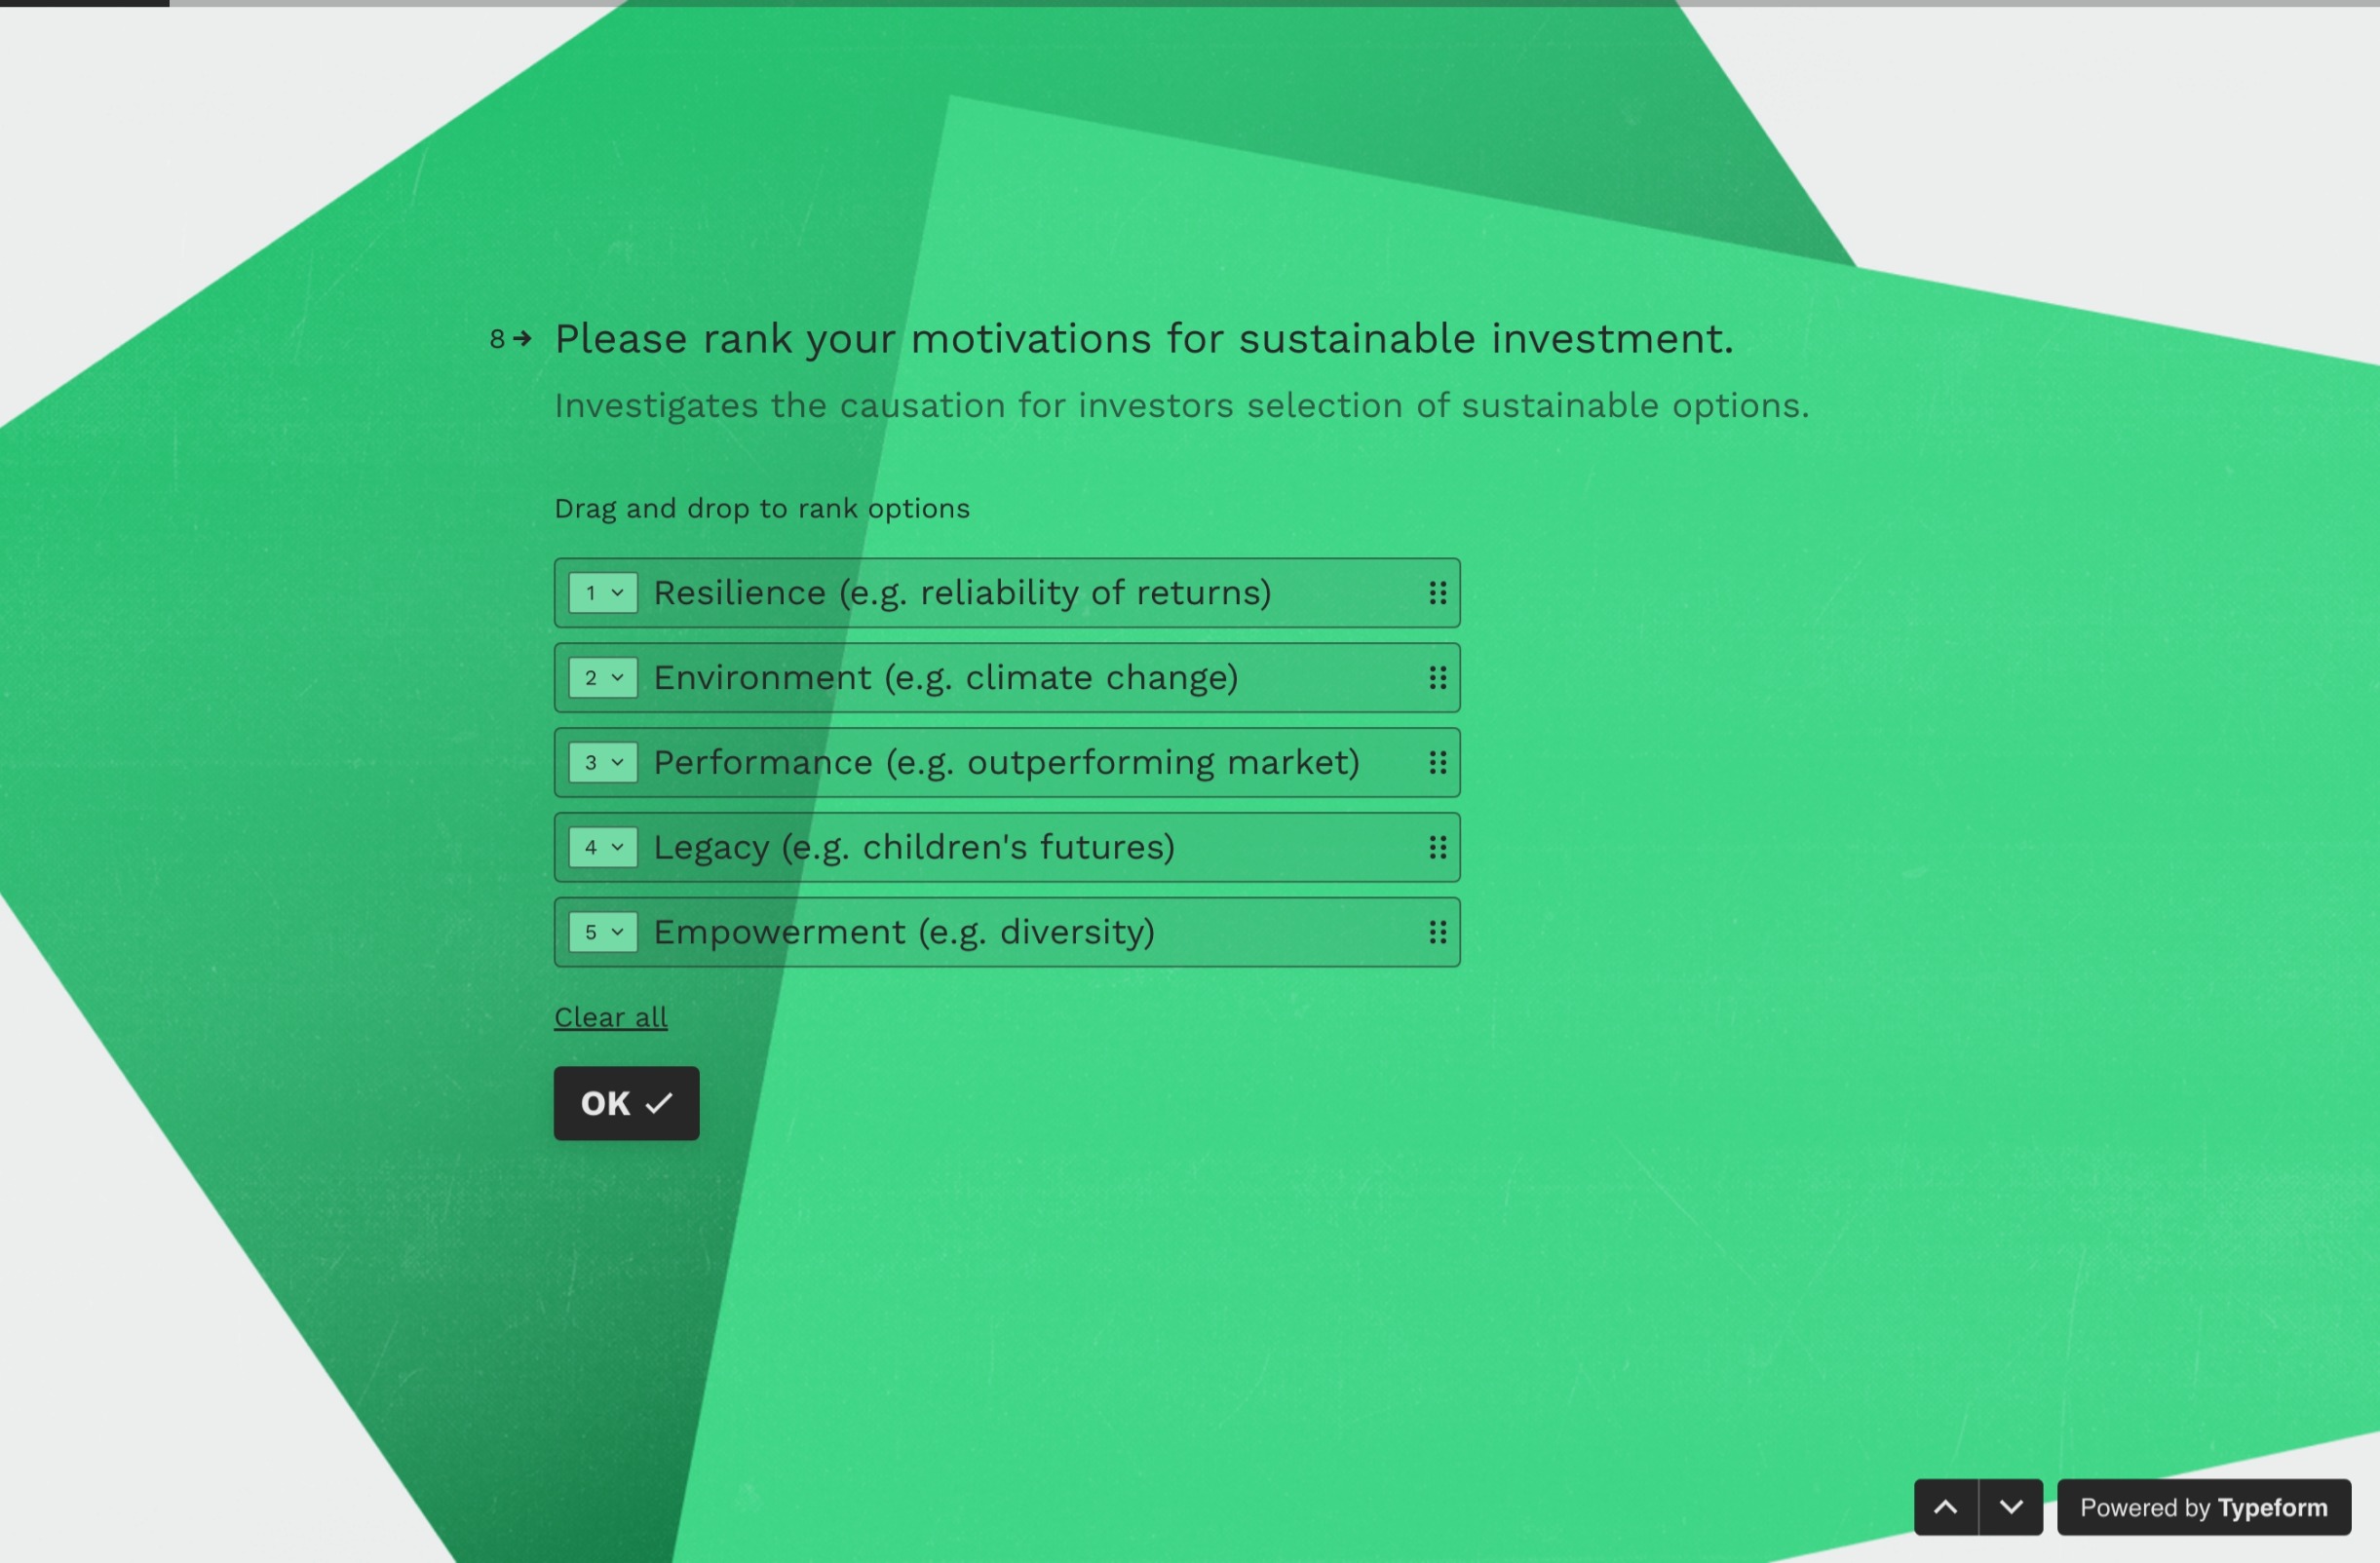 8→ Please rank your motivations for sustainable investment.
Investigates the causation for investors selection of sustainable options.
Drag and drop to rank options
1 Resilience (e.g. reliability of returns)
2 Environment (e.g. climate change)
3 Performance (e.g. outperforming market)
4 Legacy (e.g. children's futures)
5 Empowerment (e.g. diversity)
Clear all
OK ✓
Powered by Typeform